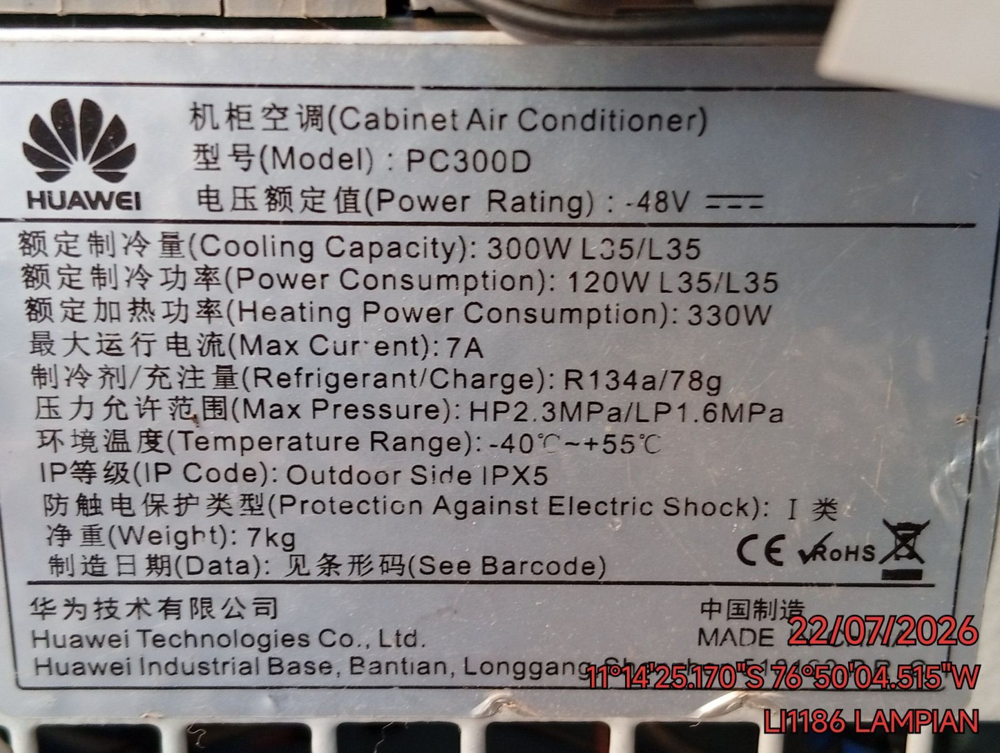 机柜空调(Cabinet Air Conditioner)
型号(Model) : PC300D
HUAWEI
电压额定值(Power Rating) : -48V
额定制冷量(Cooling Capacity): 300W L35/L35
额定制冷功率(Power Consumption): 120W L35/L35
额定加热功率(Heating Power Consumption): 330W
最大运行电流(Max Current): 7A
制冷剂/充注量(Refrigerant/Charge): R134a/78g
压力允许范围(Max Pressure): HP2.3MPa/LP1.6MPa
环境温度(Temperature Range): -40℃~+55℃
IP等级(IP Code): Outdoor Side IPX5
防触电保护类型(Protection Against Electric Shock): I 类
净重(Weight): 7kg
CE RoHS
制造日期(Data): 见条形码(See Barcode)
华为技术有限公司
中国制造
Huawei Technologies Co., Ltd.
MADE IN CHINA
Huawei Industrial Base, Bantian, Longgang
22/07/2026
11°14'25.170"S 76°50'04.515"W
LI1186 LAMPIAN